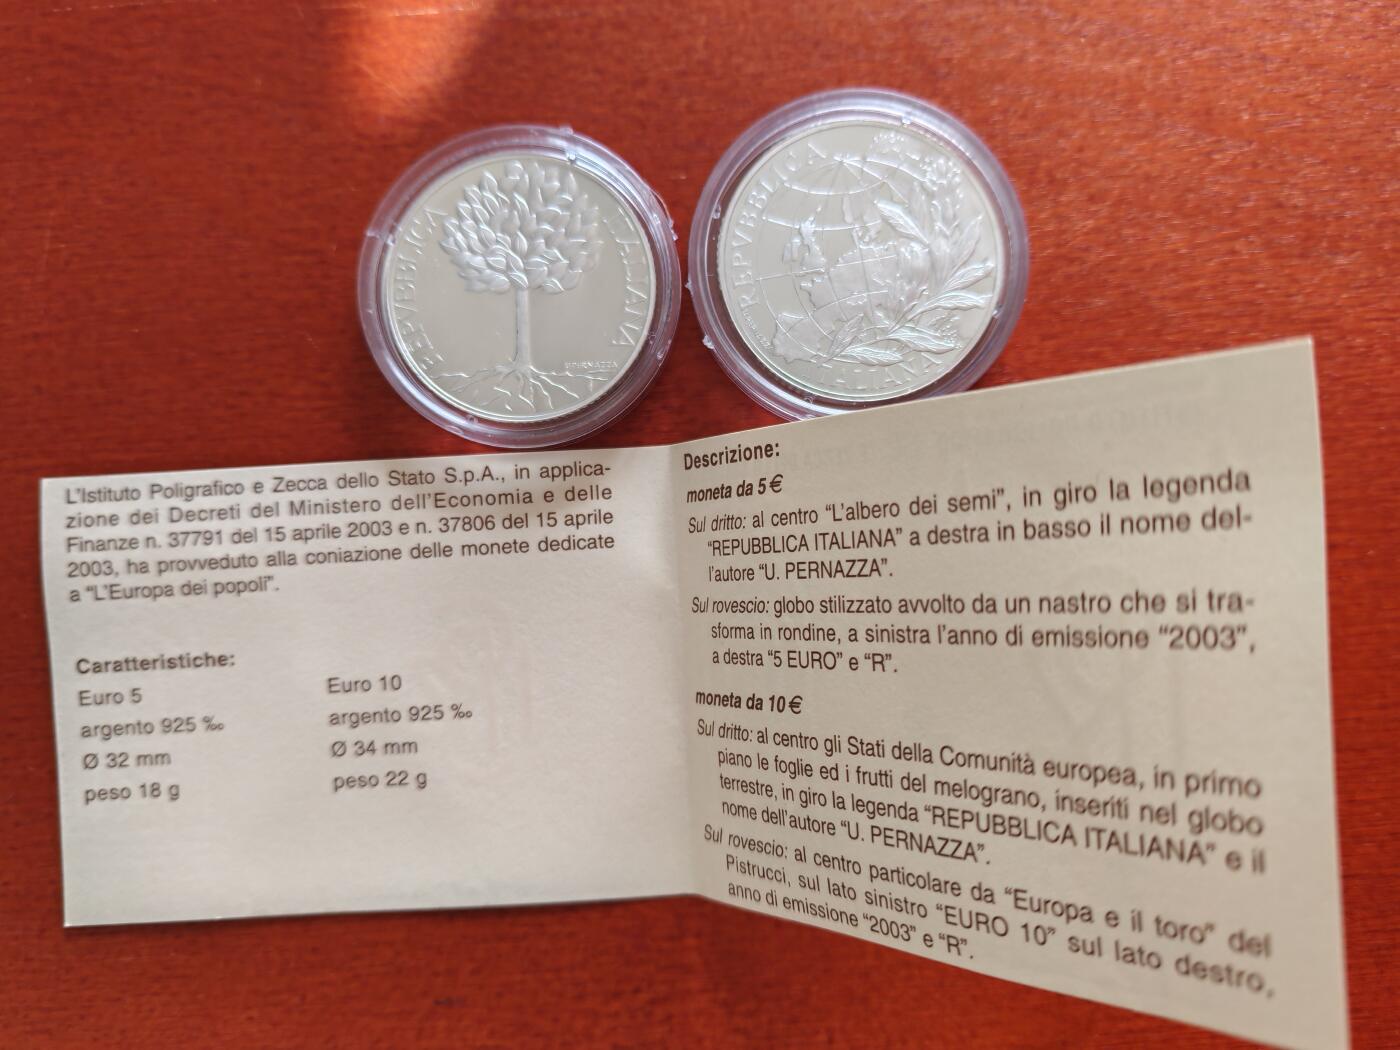 REPVBBLICA ITALIANA
U.PERNAZZA
REPVBBLICA
ITALIANA
L'Istituto Poligrafico e Zecca dello Stato S.p.A., in applica-
zione dei Decreti del Ministero dell'Economia e delle
Finanze n. 37791 del 15 aprile 2003 e n. 37806 del 15 aprile
2003, ha provveduto alla coniazione delle monete dedicate
a “L'Europa dei popoli”.
Caratteristiche:
Euro 5
argento 925 ‰
Ø 32 mm
peso 18 g
Euro 10
argento 925 ‰
Ø 34 mm
peso 22 g
Descrizione:
moneta da 5 €
Sul dritto: al centro “L'albero dei semi”, in giro la legenda
“REPUBBLICA ITALIANA” a destra in basso il nome del-
l'autore “U. PERNAZZA”.
Sul rovescio: globo stilizzato avvolto da un nastro che si tra-
sforma in rondine, a sinistra l'anno di emissione “2003”,
a destra “5 EURO” e “R”.
moneta da 10 €
Sul dritto: al centro gli Stati della Comunità europea, in primo
piano le foglie ed i frutti del melograno, inseriti nel globo
terrestre, in giro la legenda “REPUBBLICA ITALIANA” e il
nome dell'autore “U. PERNAZZA”.
Sul rovescio: al centro particolare da “Europa e il toro” del
Pistrucci, sul lato sinistro “EURO 10” sul lato destro,
anno di emissione “2003” e “R”.